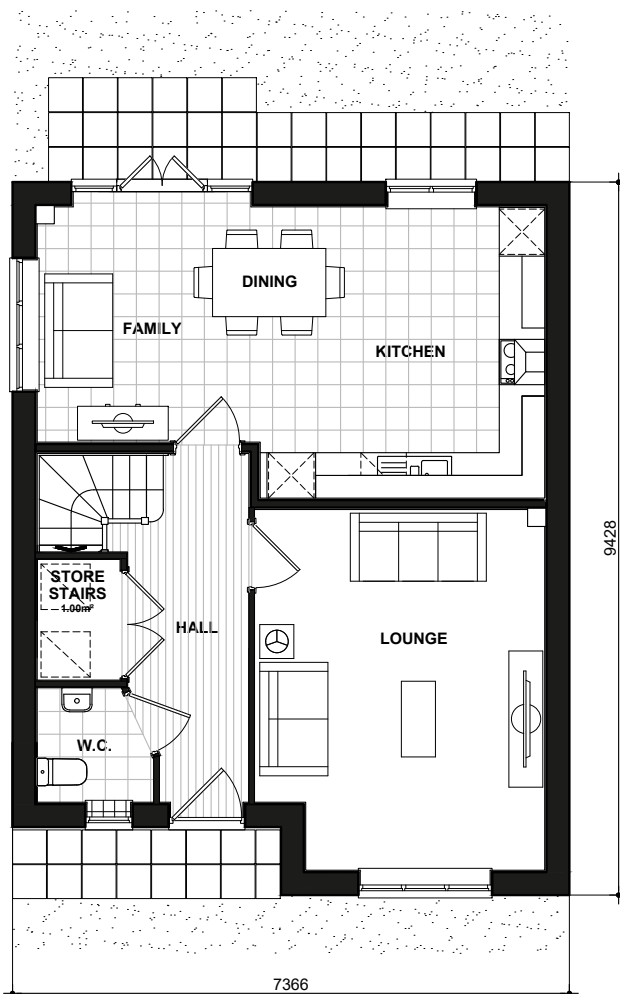 DINING
FAMILY
KITCHEN
STORE
STAIRS
1.00m²
HALL
LOUNGE
W.C.
9428
7366